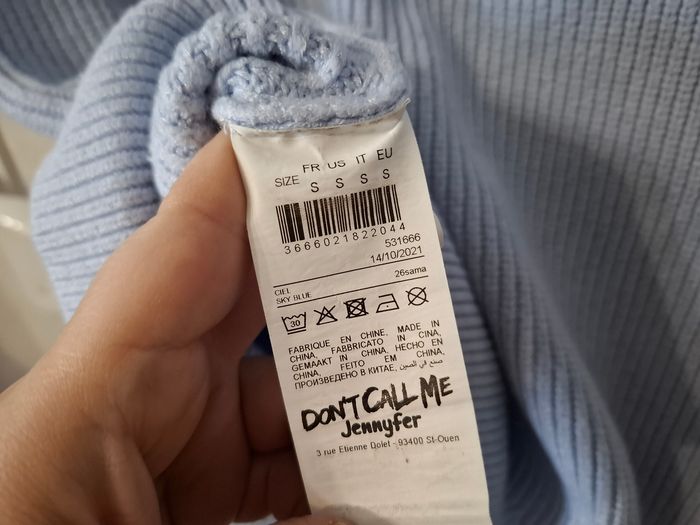 FR US IT EU
SIZE S S S S
3666021822044
531666
14/10/2021
CIEL
SKY BLUE
26sama
30
FABRIQUE EN CHINE, MADE IN
CHINA, FABBRICATO IN CINA,
GEMAAKT IN CHINA, HECHO EN
CHINA, FEITO EM CHINA,
ПРОИЗВЕДЕНО В КИТАЕ, صنع في الصين
DON'T CALL ME
Jennyfer
3 rue Etienne Dolet - 93400 St-Ouen